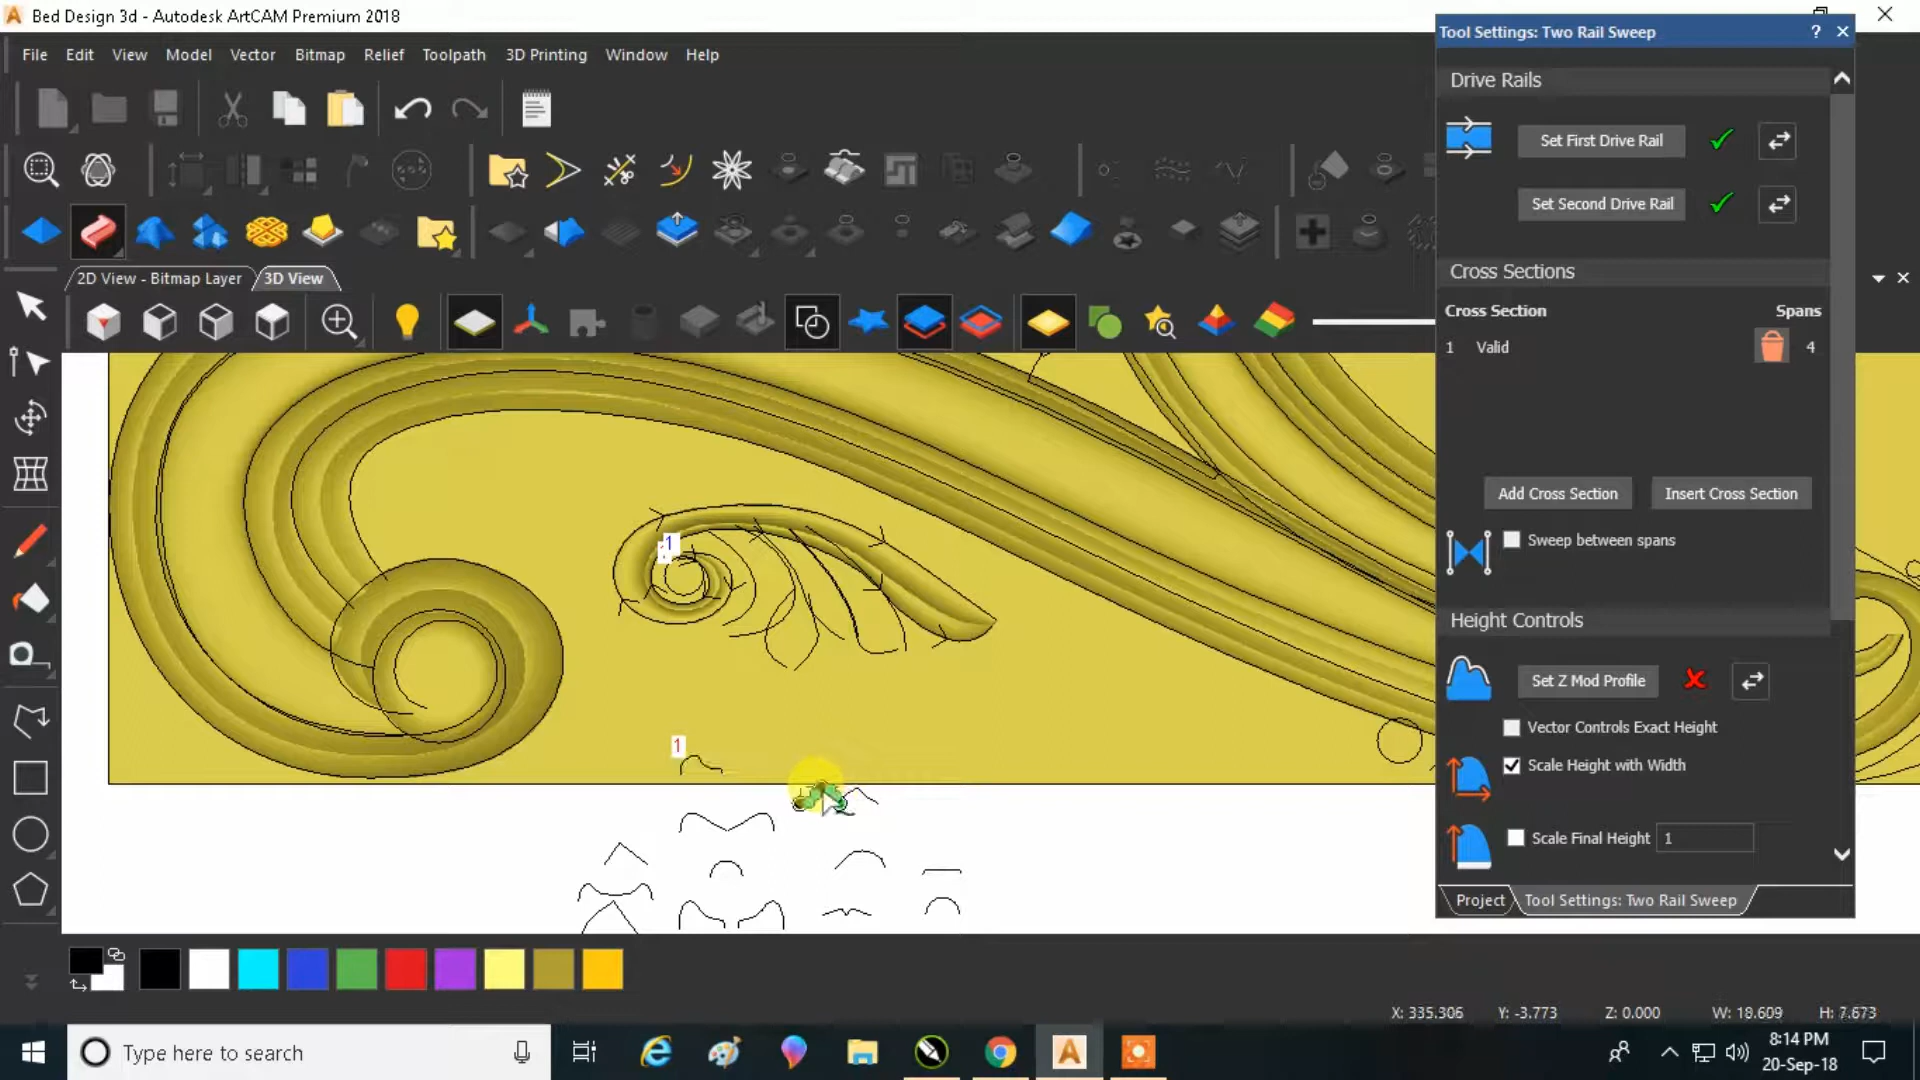 Bed Design 3d - Autodesk ArtCAM Premium 2018
File Edit View Model Vector Bitmap Relief Toolpath 3D Printing Window Help
2D View - Bitmap Layer 3D View
1
1
Tool Settings: Two Rail Sweep ?
Drive Rails
Set First Drive Rail
Set Second Drive Rail
Cross Sections
Cross Section Spans
1 Valid 4
Add Cross Section Insert Cross Section
Sweep between spans
Height Controls
Set Z Mod Profile
Vector Controls Exact Height
Scale Height with Width
Scale Final Height 1
Project Tool Settings: Two Rail Sweep
X: 335.306 Y: -3.773 Z: 0.000 W: 18.609 H: 7.673
Type here to search
8:14 PM
20-Sep-18